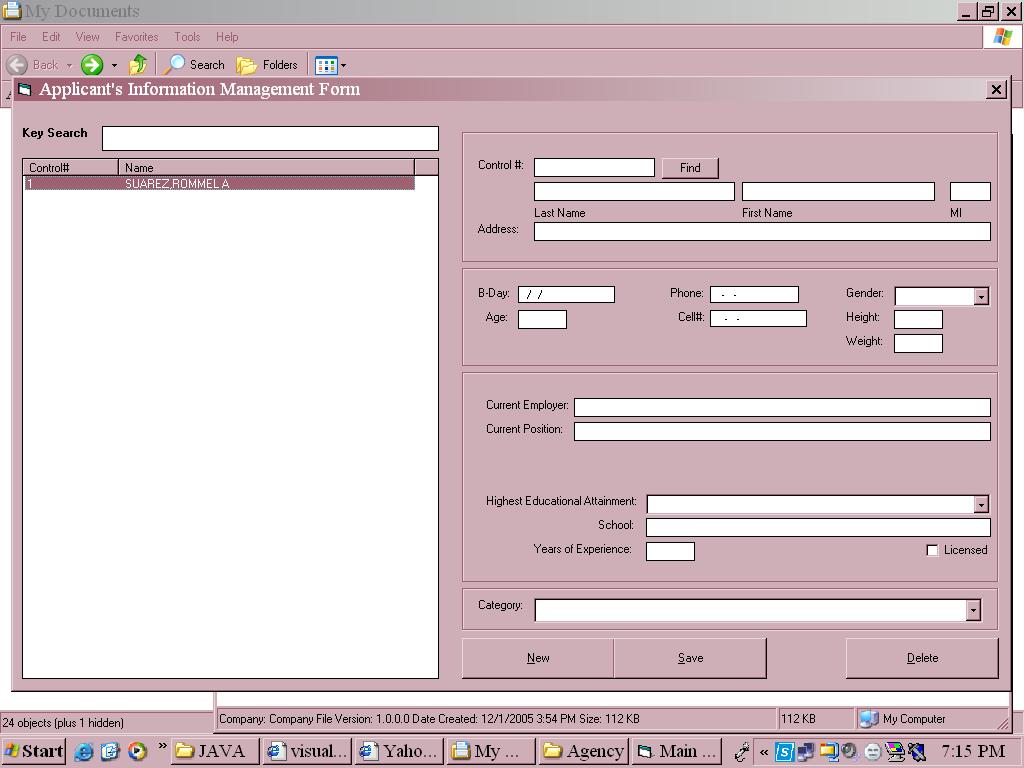 My Documents
File Edit View Favorites Tools Help
Back Search Folders
Applicant's Information Management Form
Key Search
Control# Name
1 SUAREZ,ROMMEL A
Control #: Find
Last Name First Name MI
Address:
B-Day: / / Phone: - - Gender:
Age: Cell#: - - Height:
Weight:
Current Employer:
Current Position:
Highest Educational Attainment:
School:
Years of Experience: Licensed
Category:
New Save Delete
24 objects (plus 1 hidden) Company: Company File Version: 1.0.0.0 Date Created: 12/1/2005 3:54 PM Size: 112 KB 112 KB My Computer
Start » JAVA visual... Yaho... My ... Agency Main ... « S 7:15 PM